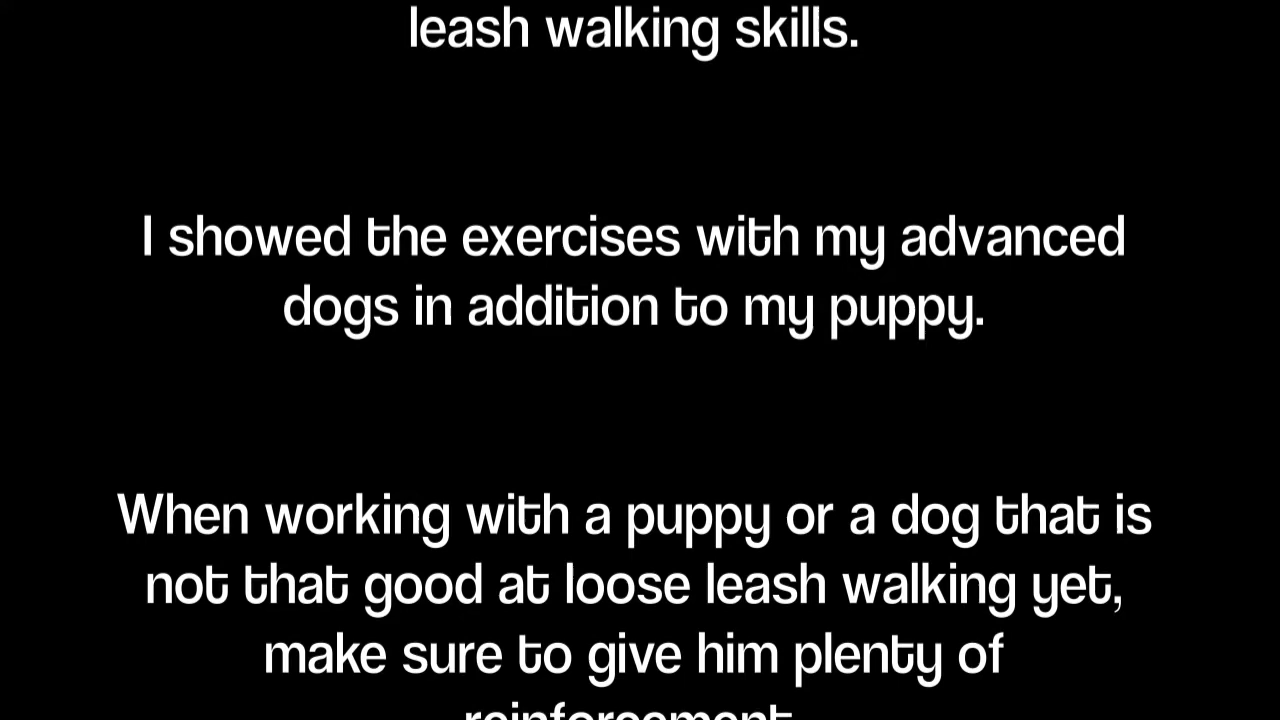 leash walking skills.
I showed the exercises with my advanced
dogs in addition to my puppy.
When working with a puppy or a dog that is
not that good at loose leash walking yet,
make sure to give him plenty of
reinforcement.